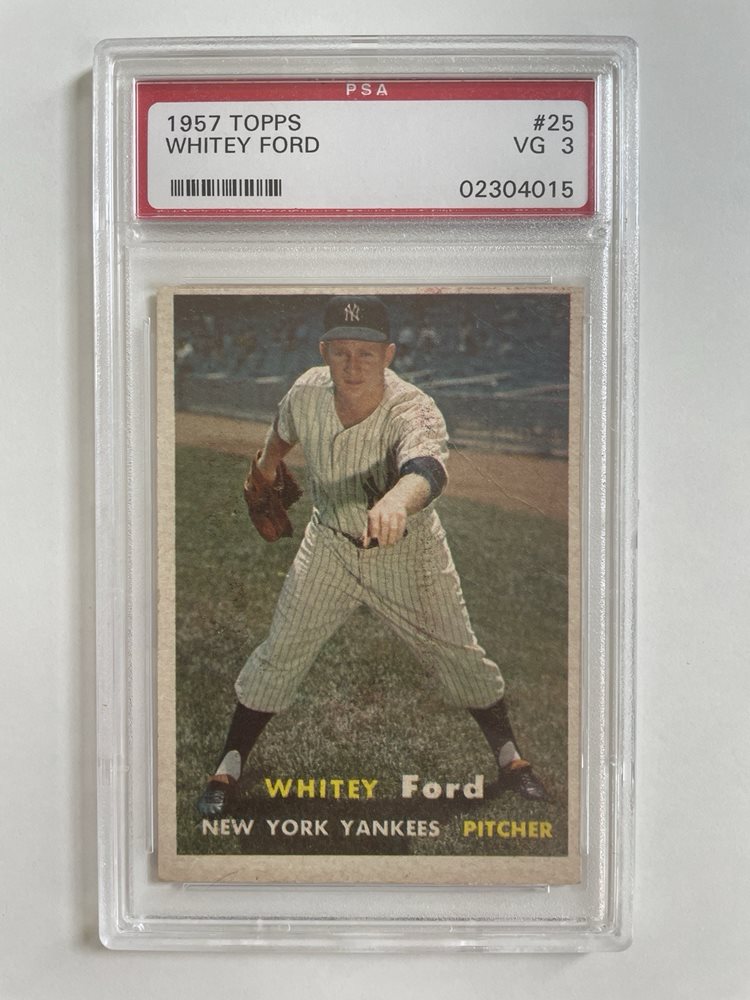 PSA
1957 TOPPS #25
WHITEY FORD VG 3
02304015
NY
WHITEY Ford
NEW YORK YANKEES PITCHER